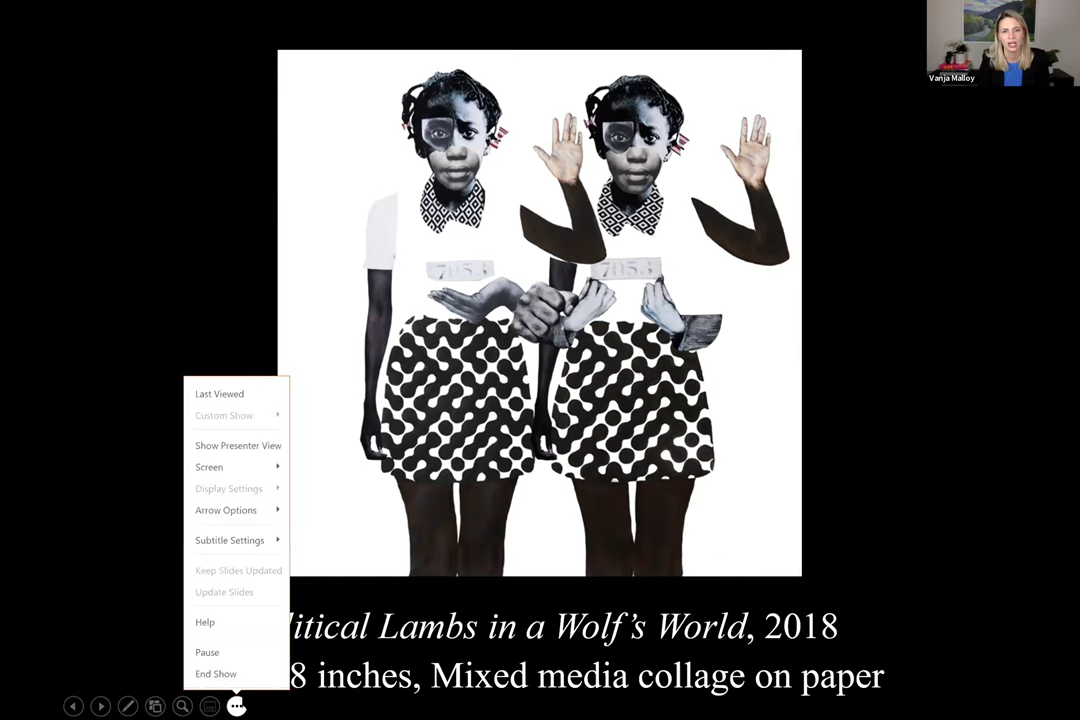 Vanja Malloy
7053
7053
Last Viewed
Custom Show
Show Presenter View
Screen
Display Settings
Arrow Options
Subtitle Settings
Keep Slides Updated
Update Slides
Help
Pause
End Show
litical Lambs in a Wolf’s World, 2018
8 inches, Mixed media collage on paper